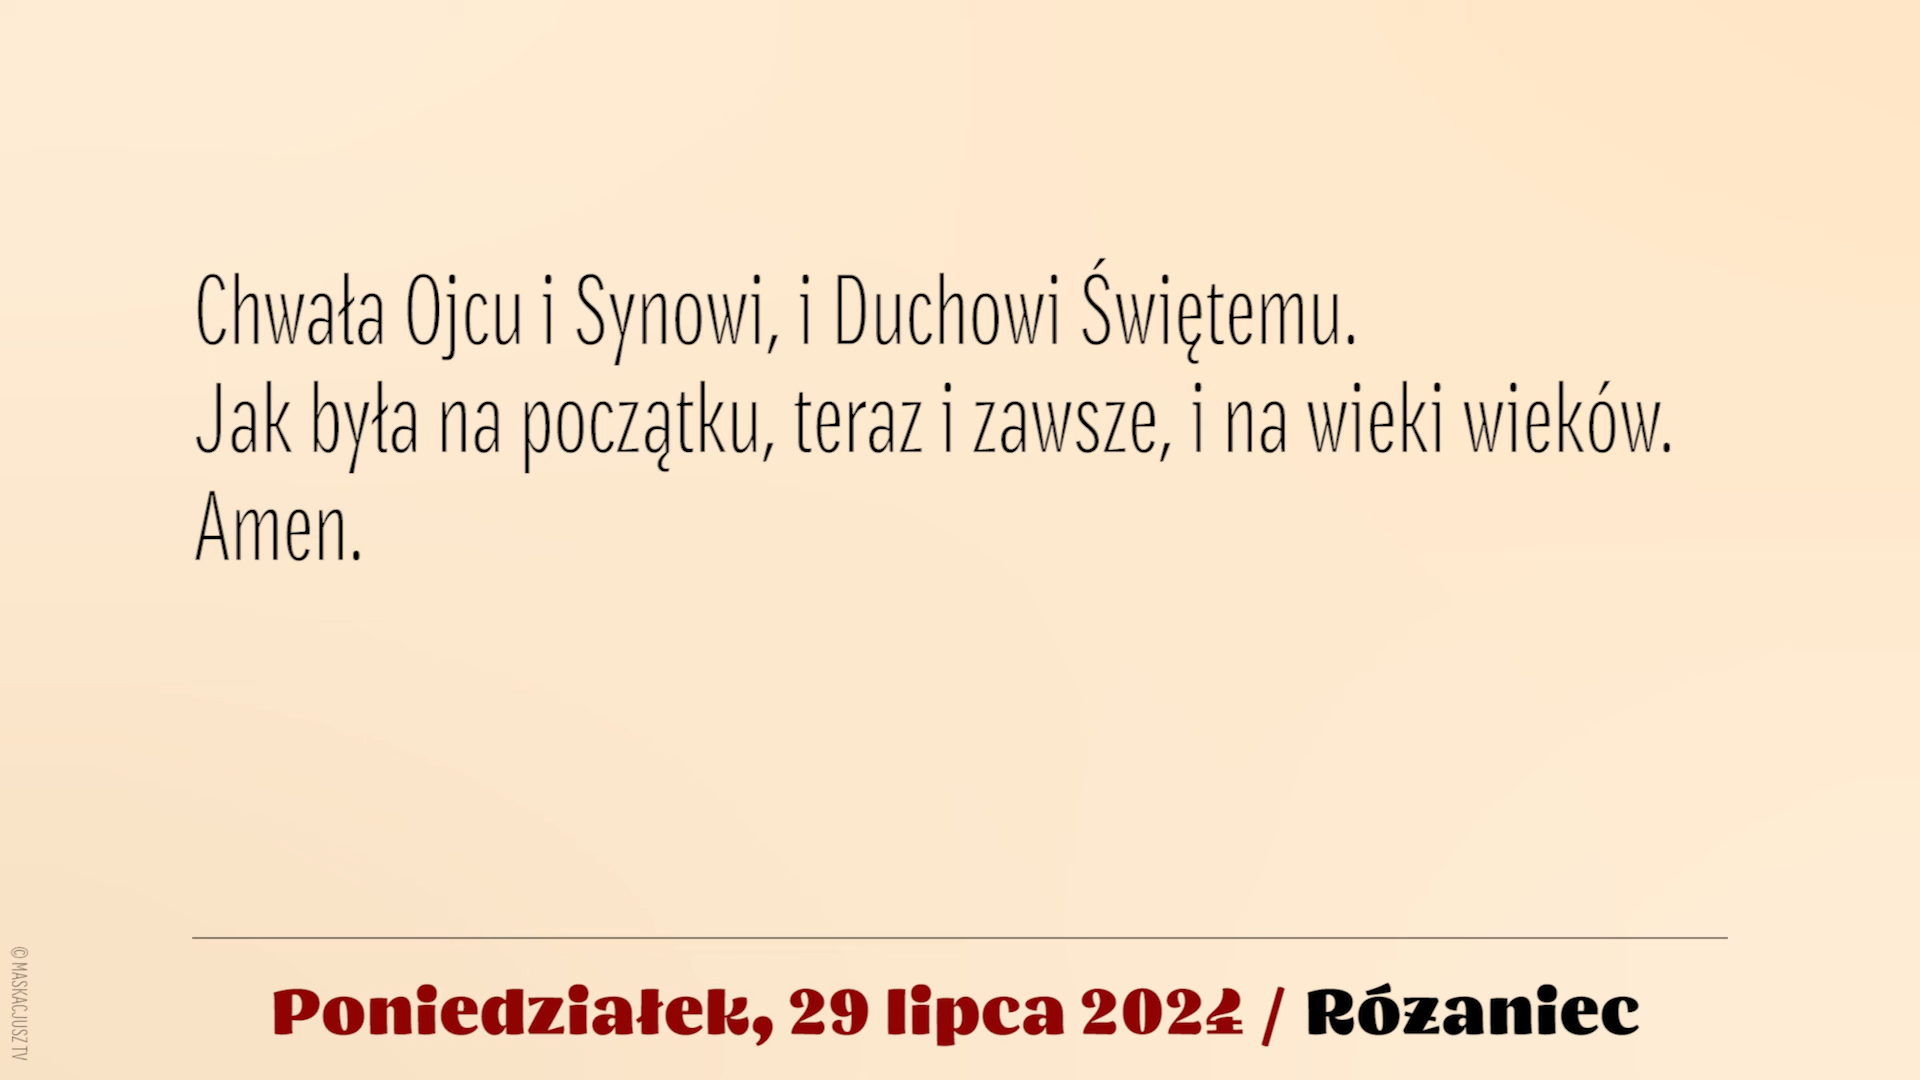 Chwała Ojcu i Synowi, i Duchowi Świętemu.
Jak była na początku, teraz i zawsze, i na wieki wieków.
Amen.
Poniedziałek, 29 lipca 2024 / Różaniec
© MASKACJUSZ TV